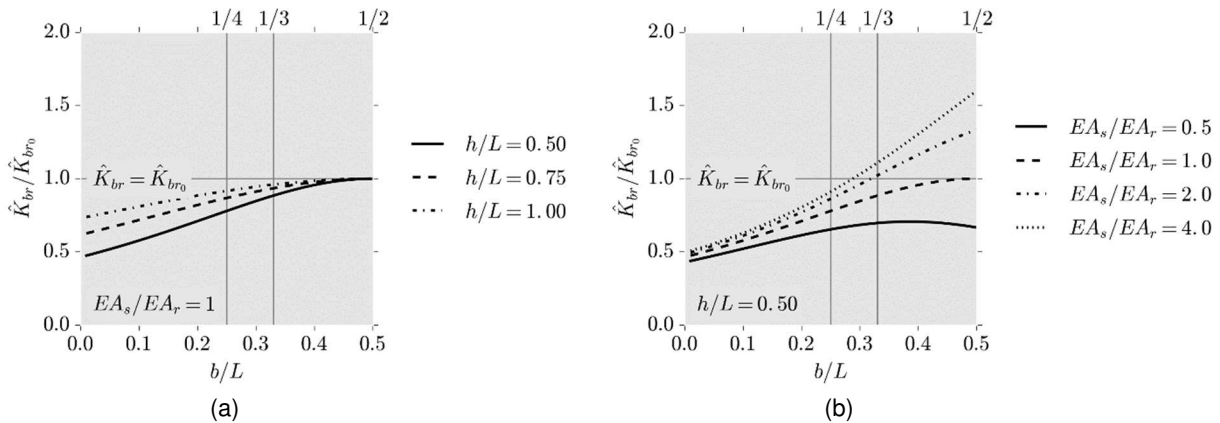 1/4 1/3 1/2
2.0
1.5
1.0
0.5
0.0
K̂_br/K̂_br₀
K̂_br = K̂_br₀
EA_s/EA_r = 1
0.0 0.1 0.2 0.3 0.4 0.5
b/L
h/L = 0.50
h/L = 0.75
h/L = 1.00
(a)
1/4 1/3 1/2
2.0
1.5
1.0
0.5
0.0
K̂_br/K̂_br₀
K̂_br = K̂_br₀
h/L = 0.50
0.0 0.1 0.2 0.3 0.4 0.5
b/L
EA_s/EA_r = 0.5
EA_s/EA_r = 1.0
EA_s/EA_r = 2.0
EA_s/EA_r = 4.0
(b)